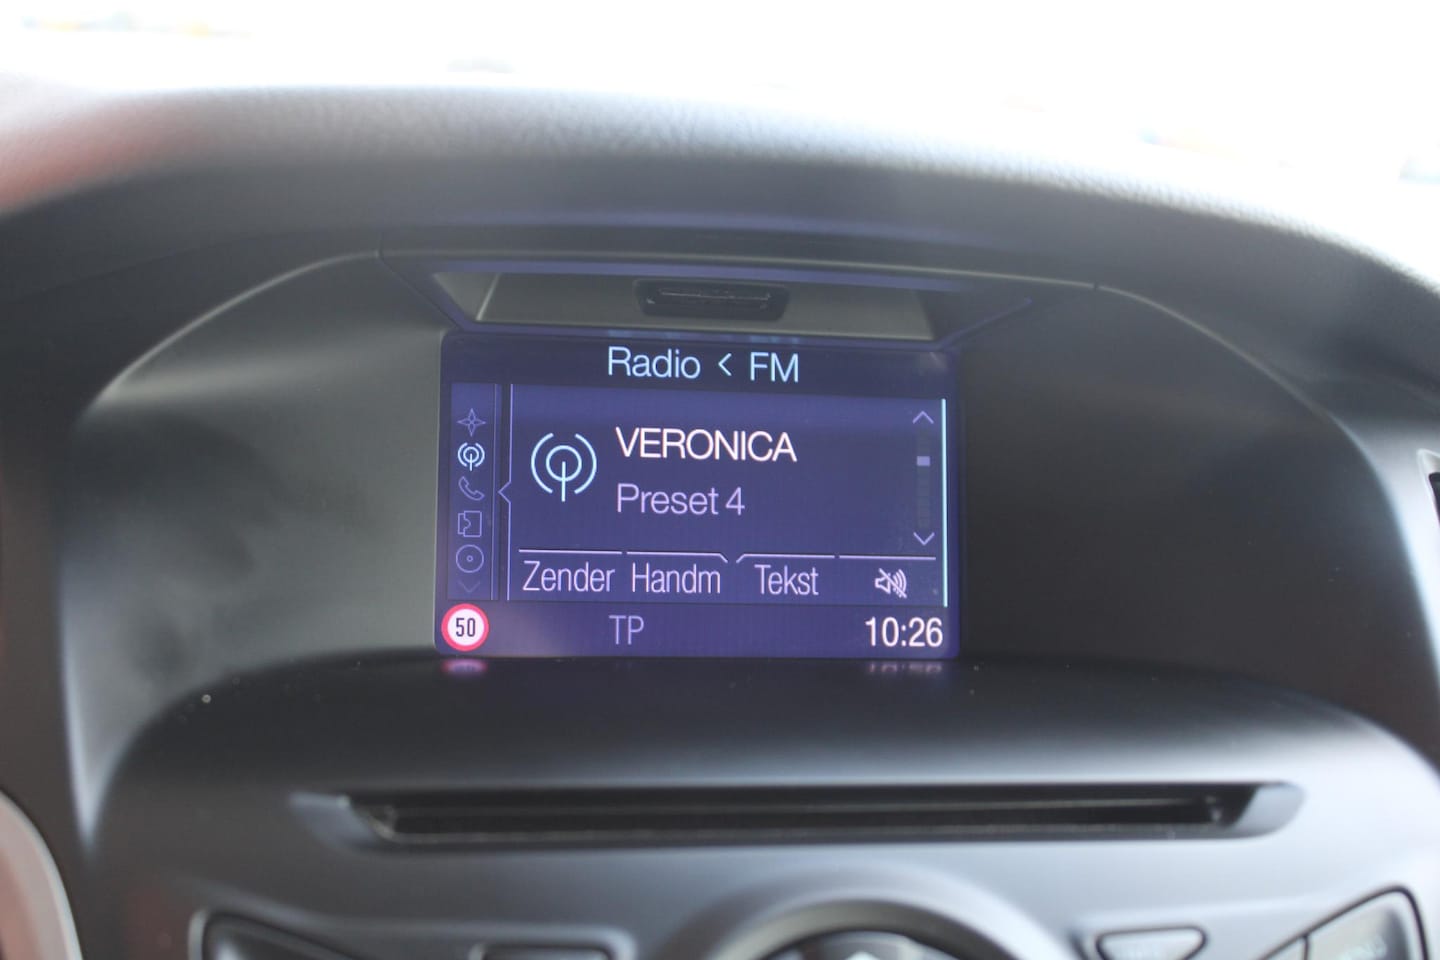 Radio < FM
VERONICA
Preset 4
Zender Handm Tekst
50 TP 10:26